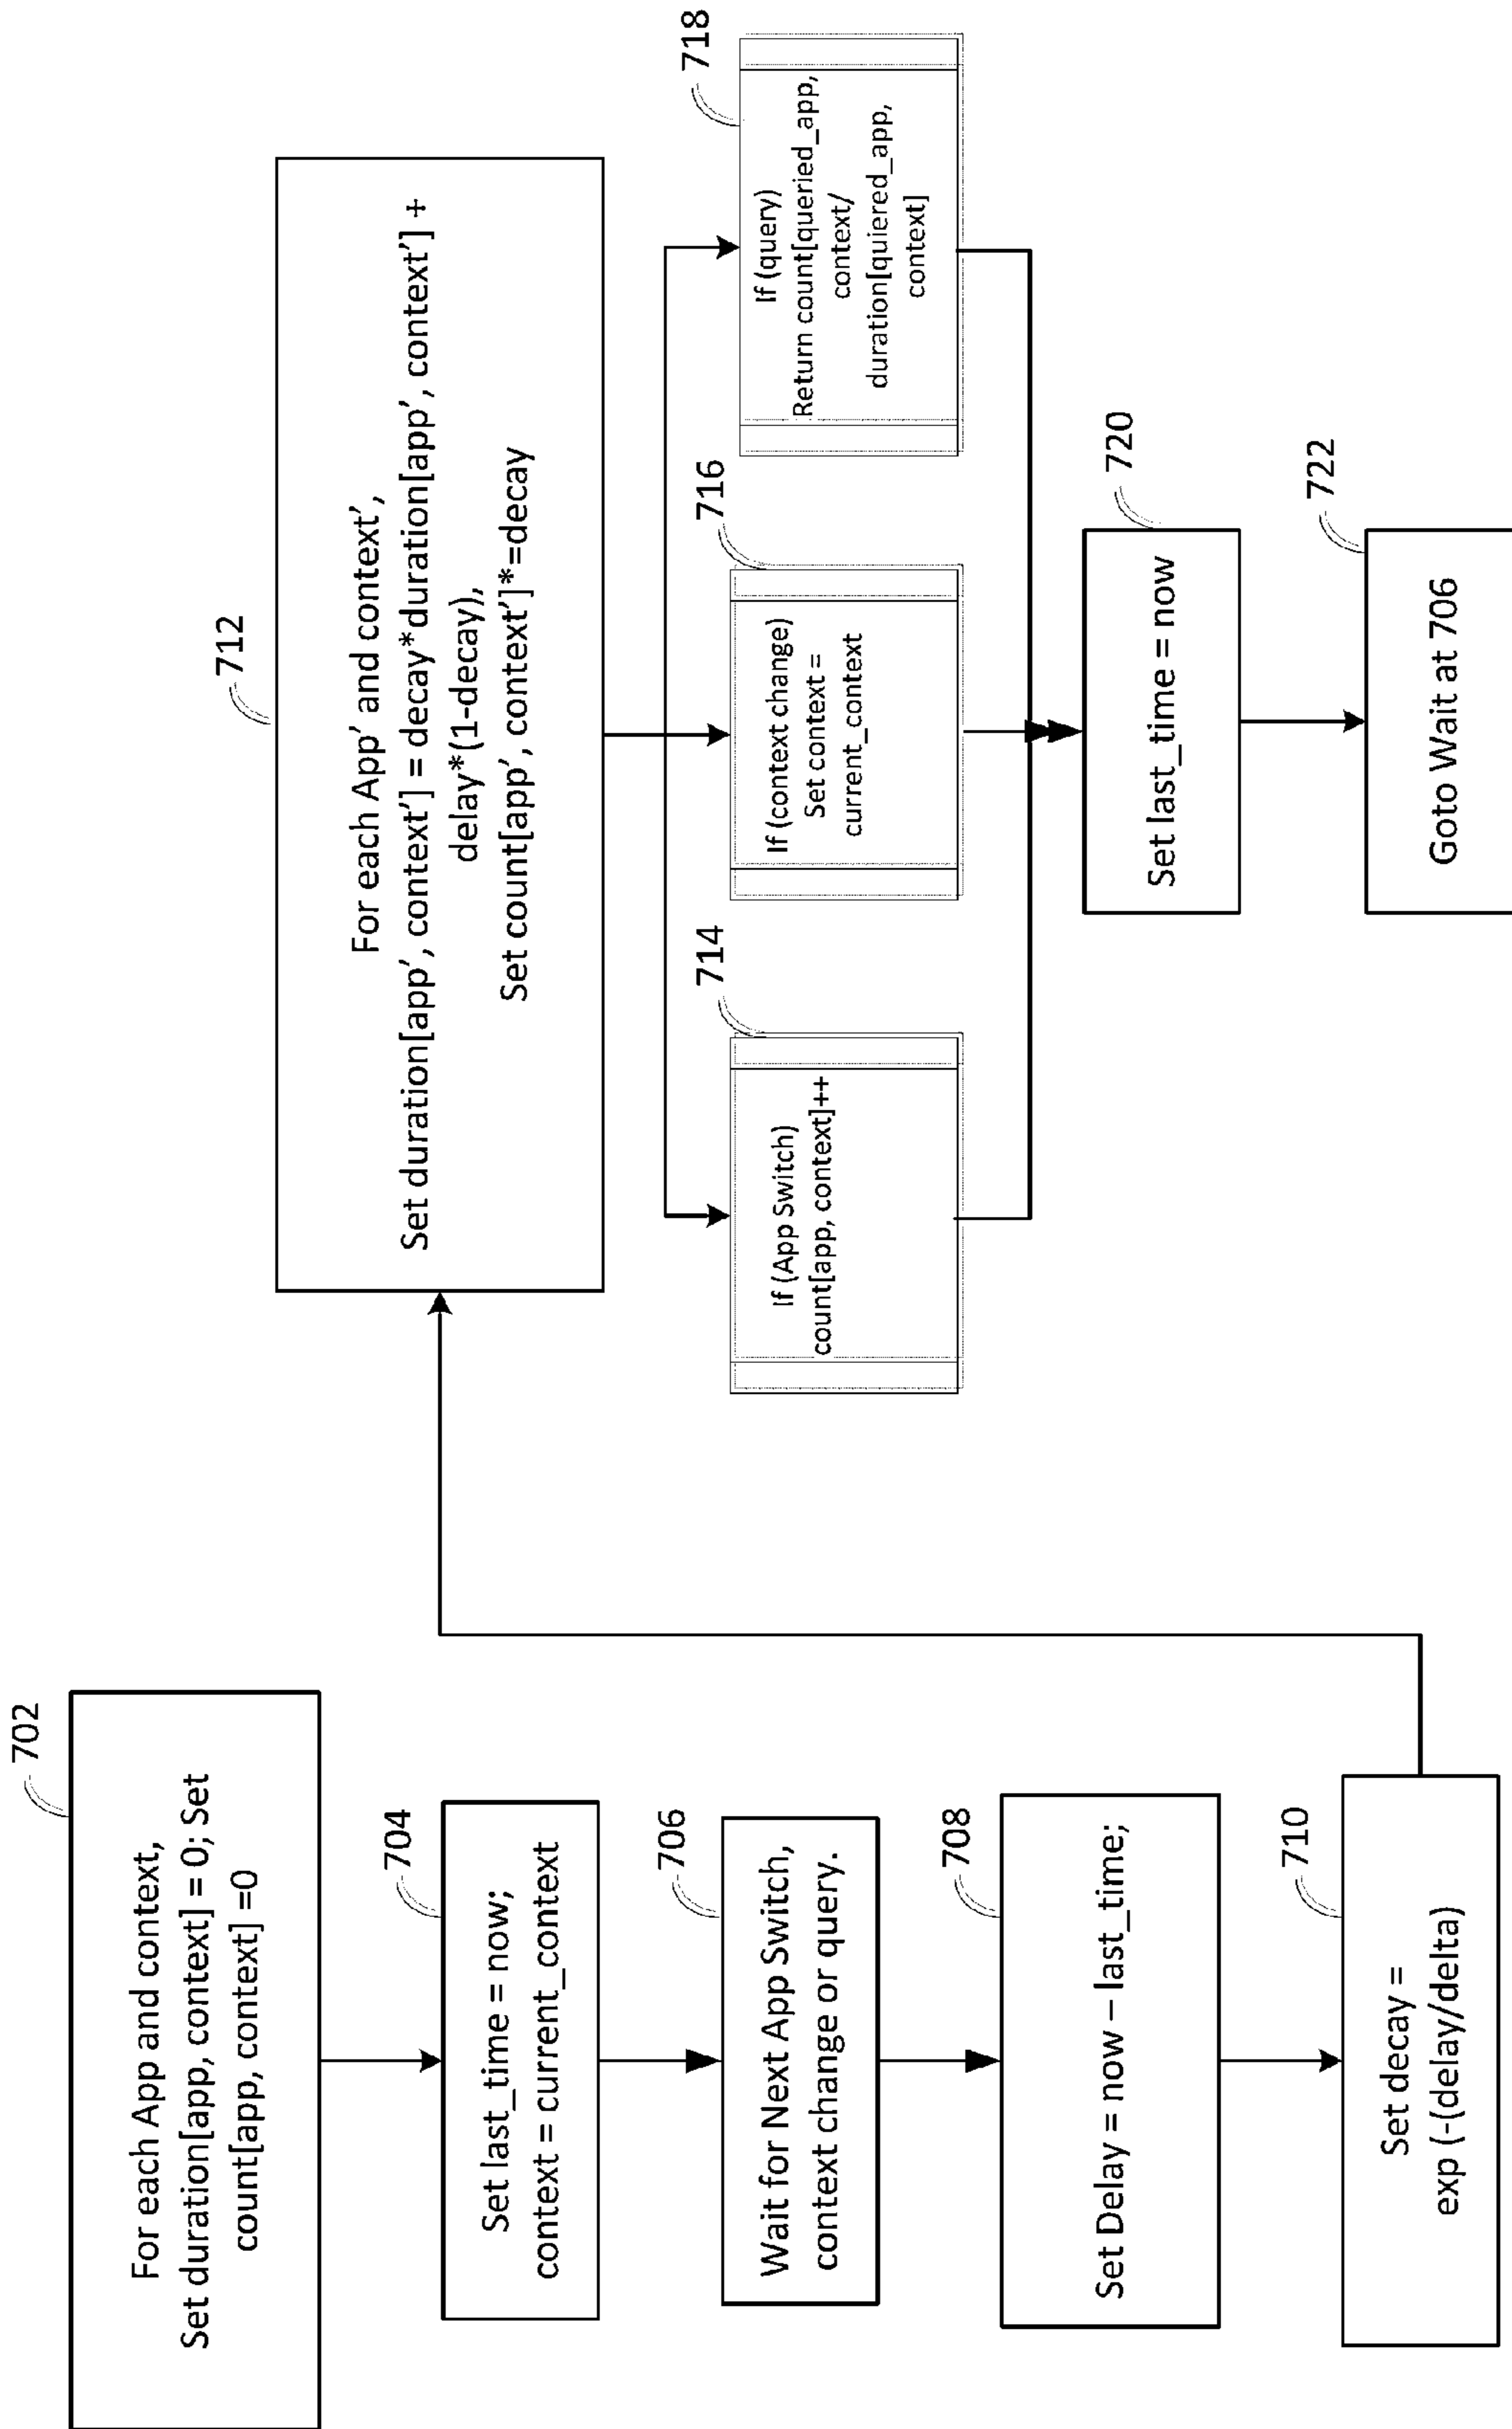 702
For each App and context,
Set duration[app, context] = 0; Set
count[app, context] =0
704
Set last_time = now;
context = current_context
706
Wait for Next App Switch,
context change or query.
708
Set Delay = now – last_time;
710
Set decay =
exp (-(delay/delta)
712
For each App' and context',
Set duration[app', context'] = decay*duration[app', context'] +
delay*(1-decay),
Set count[app', context']*=decay
714
If (App Switch)
count[app, context]++
716
If (context change)
Set context =
current_context
718
If (query)
Return count[queried_app,
context/
duration[quiered_app,
context]
720
Set last_time = now
722
Goto Wait at 706